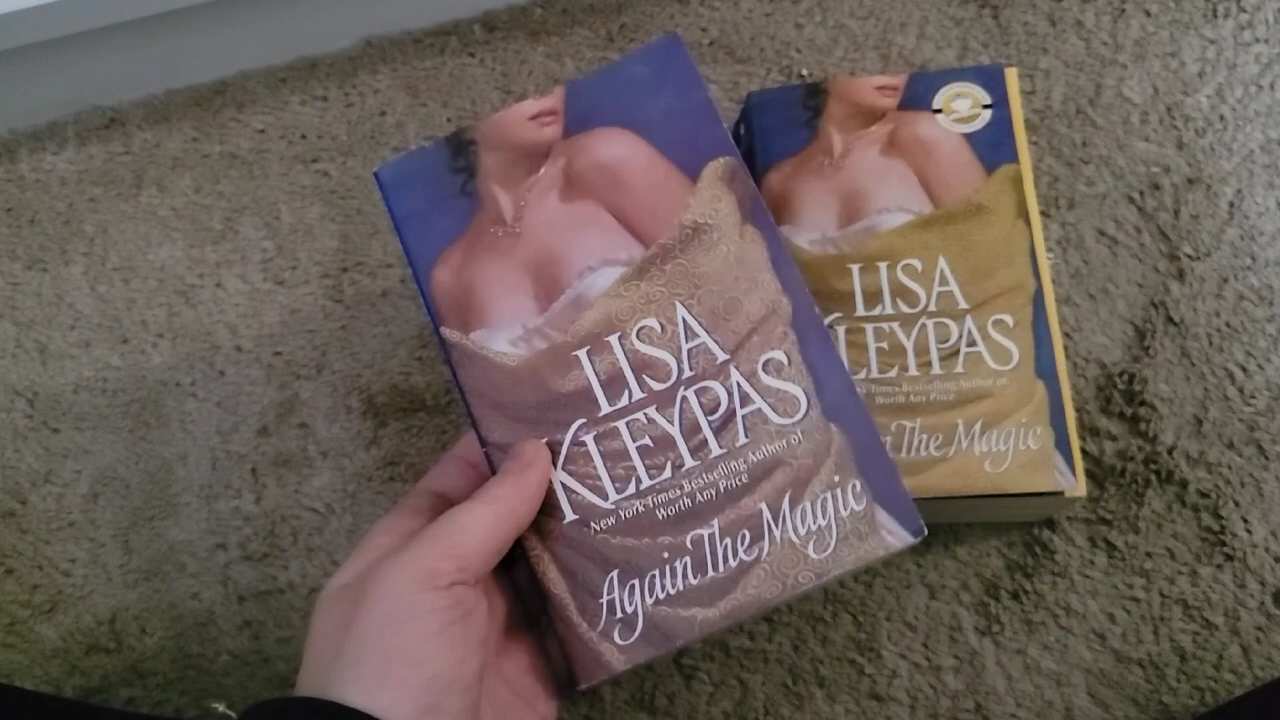 LISA
KLEYPAS
New York Times Bestselling Author of
Worth Any Price
Again The Magic
LISA
KLEYPAS
Times Bestselling Author of
Worth Any Price
The Magic